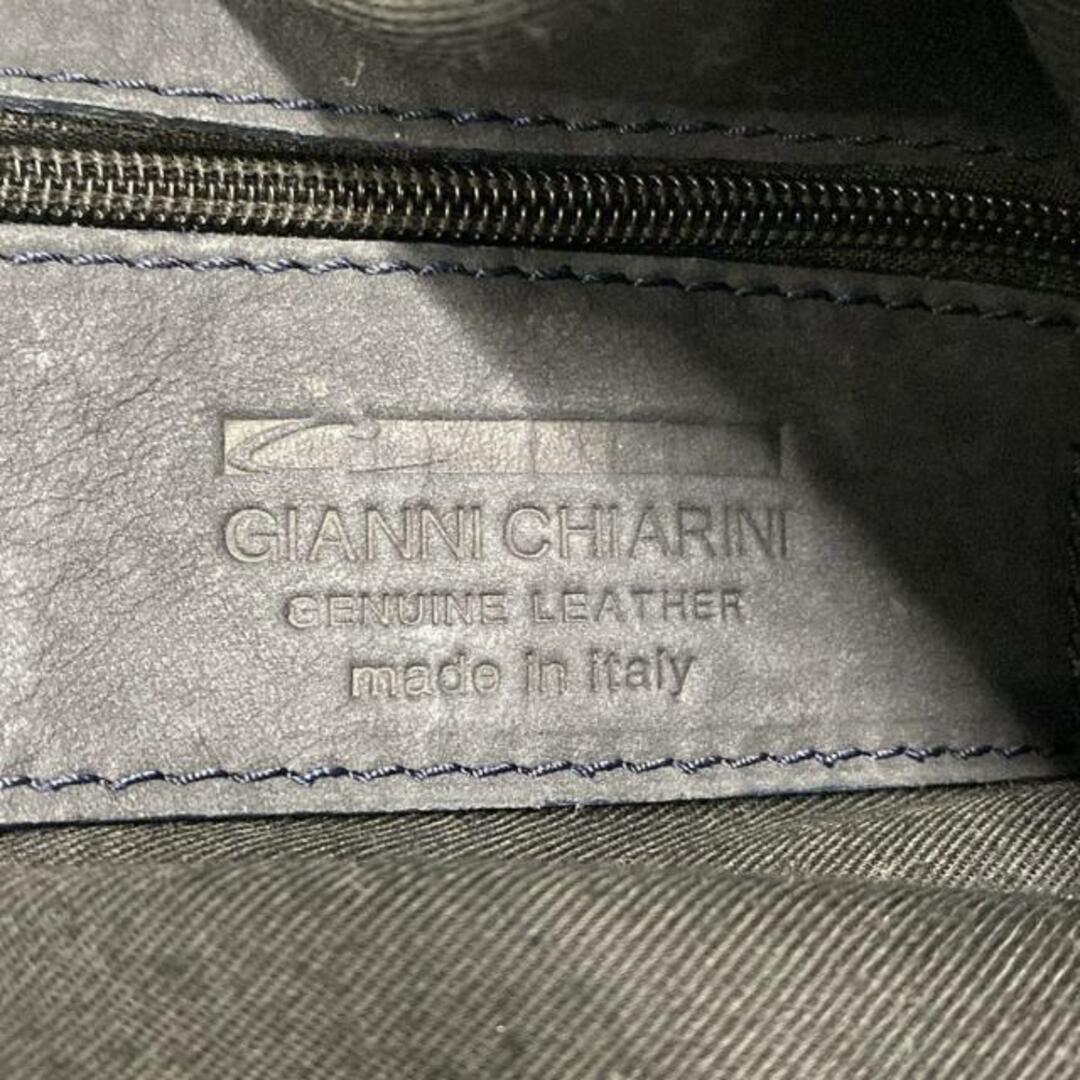 GIANNI CHIARINI
GENUINE LEATHER
made in italy